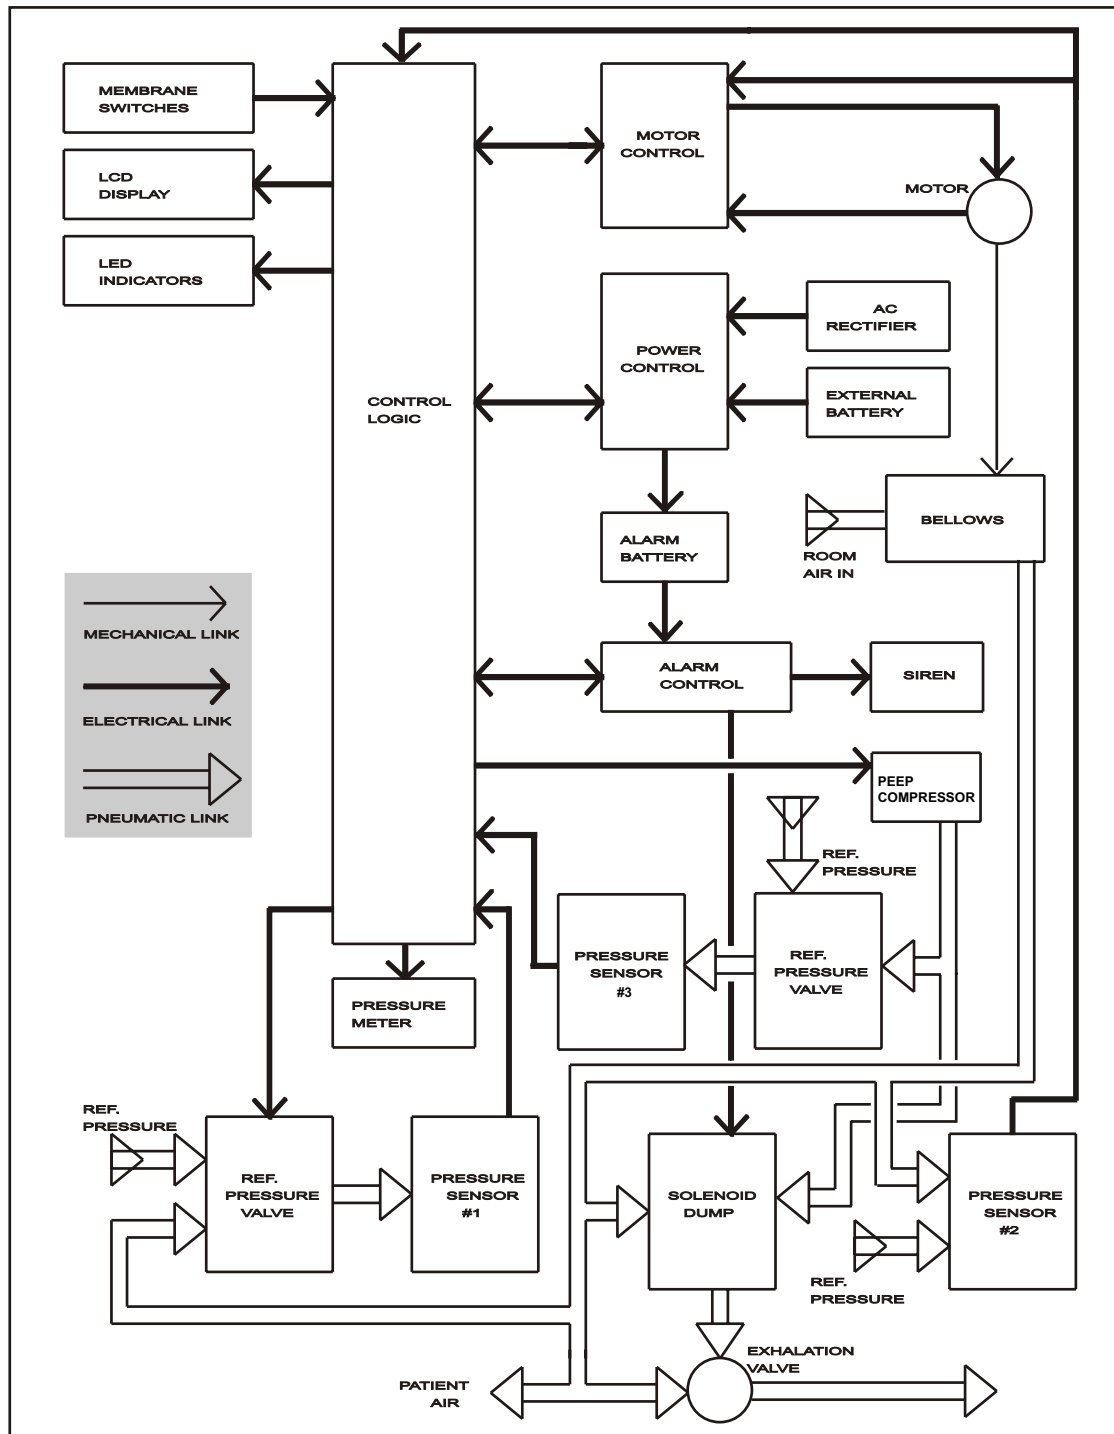 MEMBRANE
SWITCHES
LCD
DISPLAY
LED
INDICATORS
CONTROL
LOGIC
MOTOR
CONTROL
MOTOR
AC
RECTIFIER
POWER
CONTROL
EXTERNAL
BATTERY
BELLOWS
ROOM
AIR IN
ALARM
BATTERY
MECHANICAL LINK
ELECTRICAL LINK
PNEUMATIC LINK
ALARM
CONTROL
SIREN
PEEP
COMPRESSOR
REF.
PRESSURE
PRESSURE
SENSOR
#3
REF.
PRESSURE
VALVE
PRESSURE
METER
REF.
PRESSURE
REF.
PRESSURE
VALVE
PRESSURE
SENSOR
#1
SOLENOID
DUMP
PRESSURE
SENSOR
#2
REF.
PRESSURE
EXHALATION
VALVE
PATIENT
AIR